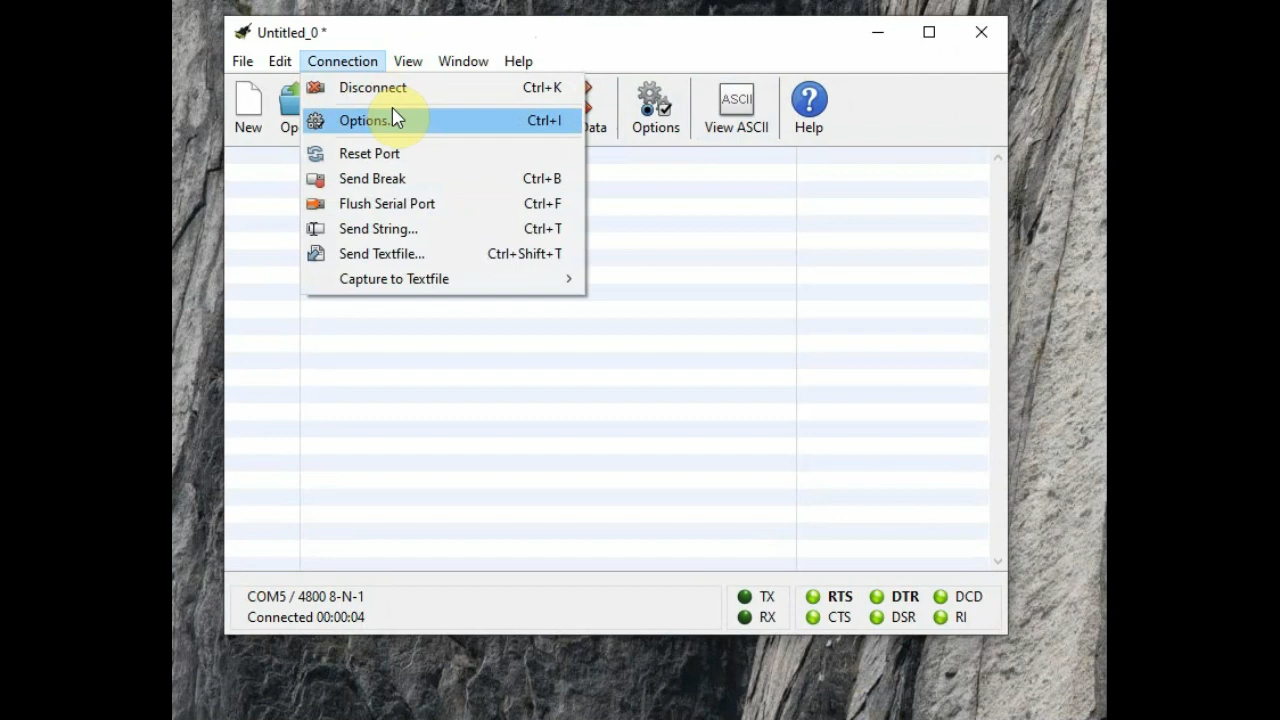 Untitled_0 *
File Edit Connection View Window Help
Disconnect Ctrl+K
Options... Ctrl+I
Reset Port
Send Break Ctrl+B
Flush Serial Port Ctrl+F
Send String... Ctrl+T
Send Textfile... Ctrl+Shift+T
Capture to Textfile
New Op Data Options View ASCII Help
ASCII
COM5 / 4800 8-N-1
Connected 00:00:04
TX RTS DTR DCD
RX CTS DSR RI